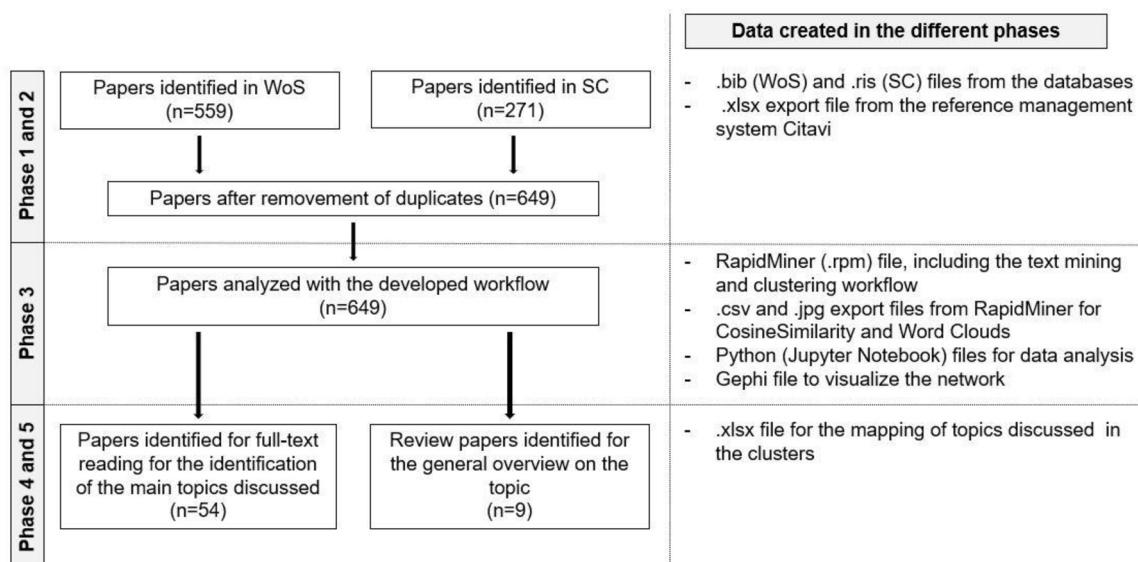 Data created in the different phases
Phase 1 and 2
Papers identified in WoS
(n=559)
Papers identified in SC
(n=271)
Papers after removement of duplicates (n=649)
- .bib (WoS) and .ris (SC) files from the databases
- .xlsx export file from the reference management
system Citavi
Phase 3
Papers analyzed with the developed workflow
(n=649)
- RapidMiner (.rpm) file, including the text mining
and clustering workflow
- .csv and .jpg export files from RapidMiner for
CosineSimilarity and Word Clouds
- Python (Jupyter Notebook) files for data analysis
- Gephi file to visualize the network
Phase 4 and 5
Papers identified for full-text
reading for the identification
of the main topics discussed
(n=54)
Review papers identified for
the general overview on the
topic
(n=9)
- .xlsx file for the mapping of topics discussed in
the clusters